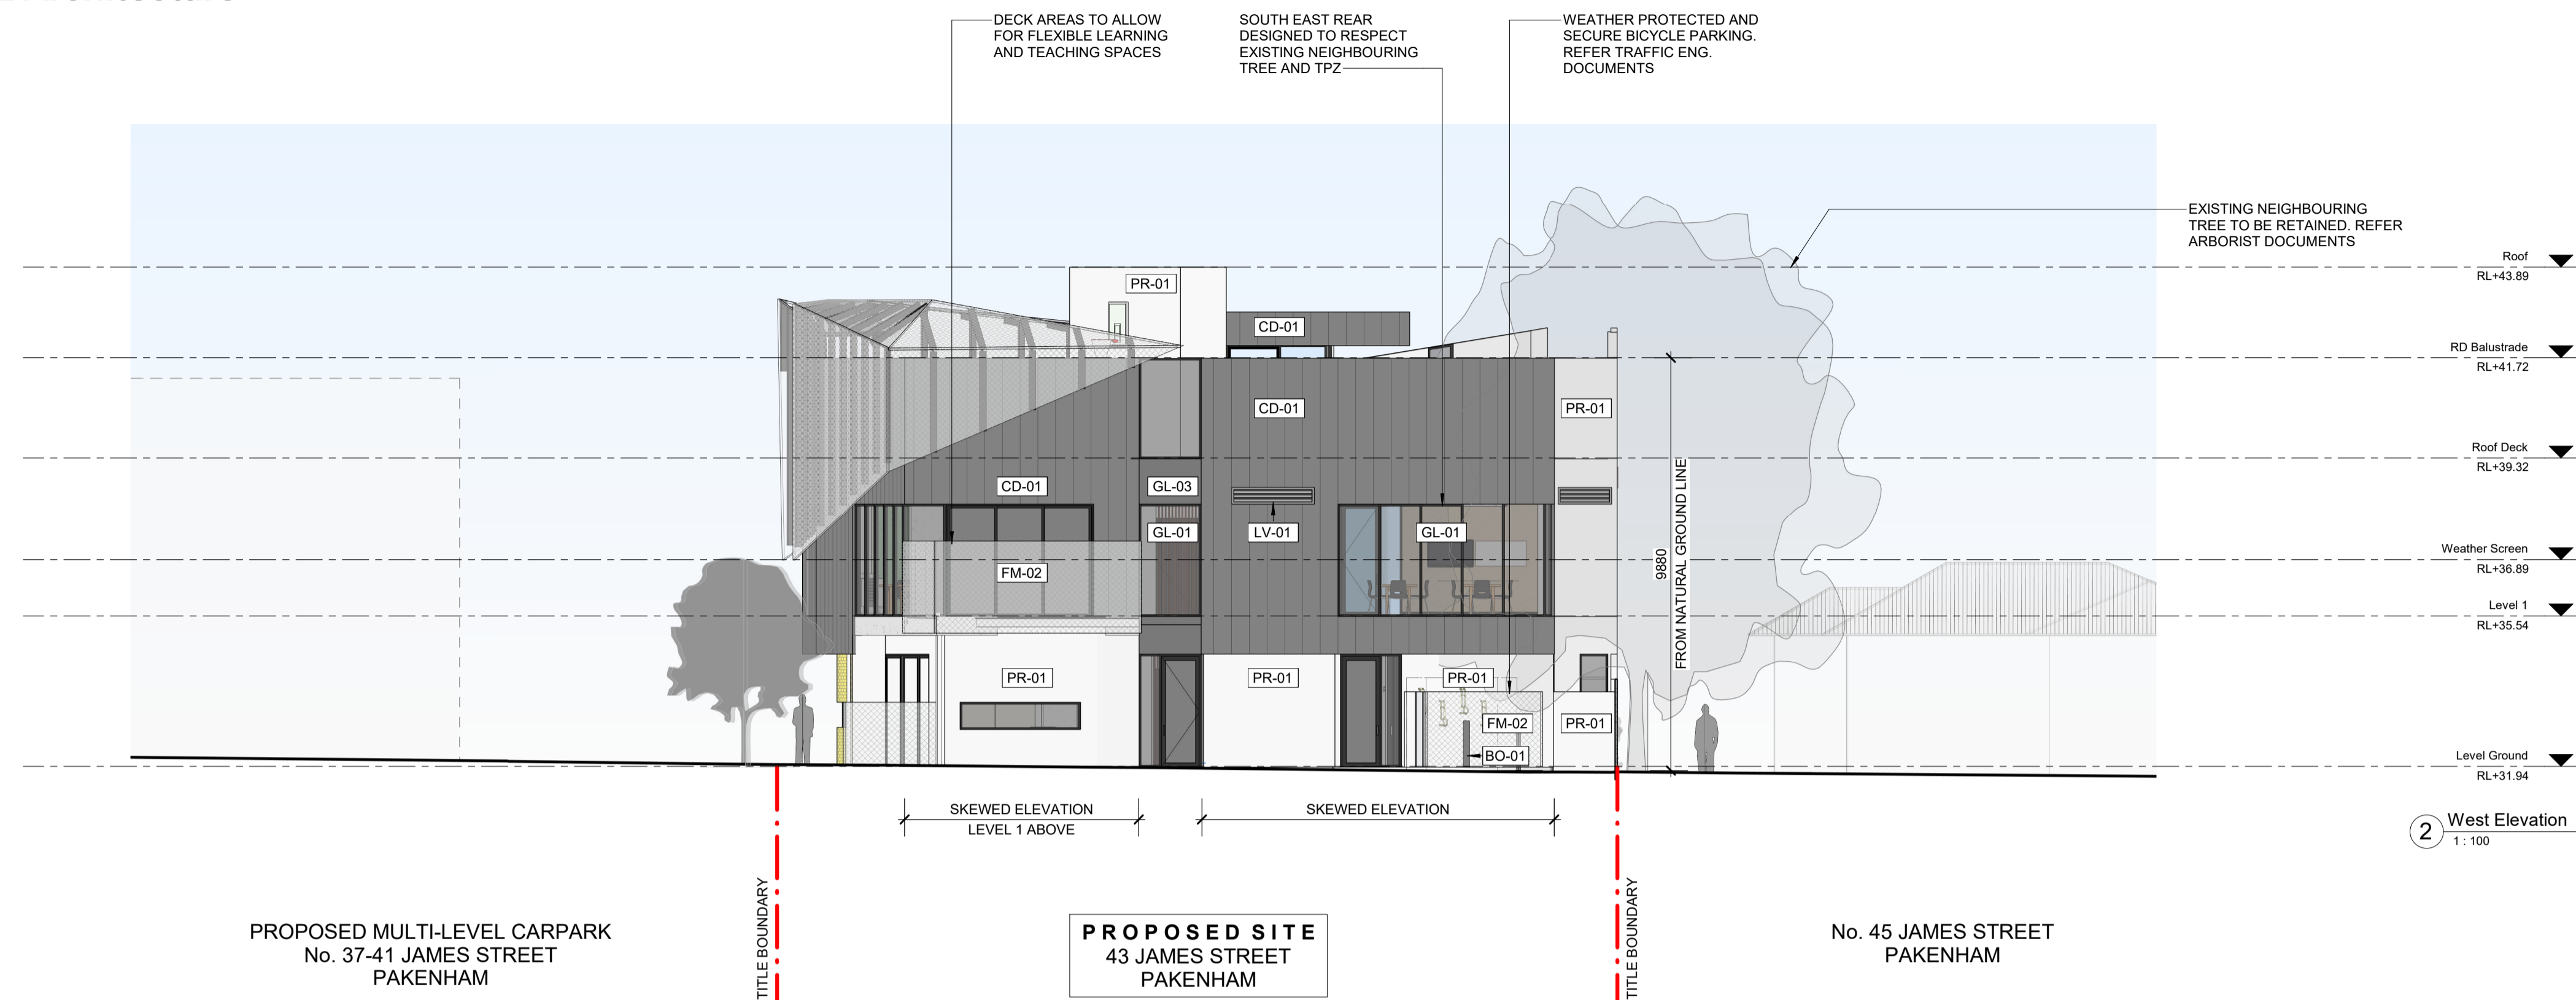 DECK AREAS TO ALLOW
FOR FLEXIBLE LEARNING
AND TEACHING SPACES
SOUTH EAST REAR
DESIGNED TO RESPECT
EXISTING NEIGHBOURING
TREE AND TPZ
WEATHER PROTECTED AND
SECURE BICYCLE PARKING.
REFER TRAFFIC ENG.
DOCUMENTS
EXISTING NEIGHBOURING
TREE TO BE RETAINED. REFER
ARBORIST DOCUMENTS
Roof
RL+43.89
RD Balustrade
RL+41.72
Roof Deck
RL+39.32
Weather Screen
RL+36.89
Level 1
RL+35.54
Level Ground
RL+31.94
PR-01
CD-01
CD-01
PR-01
CD-01
GL-03
GL-01
LV-01
GL-01
FM-02
PR-01
PR-01
PR-01
FM-02
PR-01
BO-01
9880
FROM NATURAL GROUND LINE
SKEWED ELEVATION
LEVEL 1 ABOVE
SKEWED ELEVATION
2
West Elevation
1 : 100
TITLE BOUNDARY
TITLE BOUNDARY
PROPOSED MULTI-LEVEL CARPARK
No. 37-41 JAMES STREET
PAKENHAM
PROPOSED SITE
43 JAMES STREET
PAKENHAM
No. 45 JAMES STREET
PAKENHAM